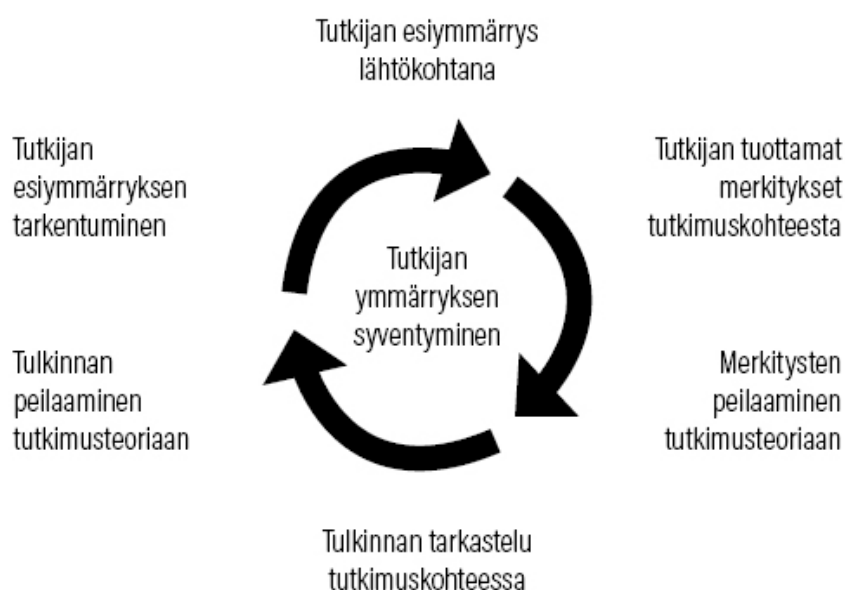 Tutkijan esiymmärrys
lähtökohtana
Tutkijan tuottamat
merkitykset
tutkimuskohteesta
Merkitysten
peilaaminen
tutkimusteoriaan
Tulkinnan tarkastelu
tutkimuskohteessa
Tulkinnan
peilaaminen
tutkimusteoriaan
Tutkijan
esiymmärryksen
tarkentuminen
Tutkijan
ymmärryksen
syventyminen